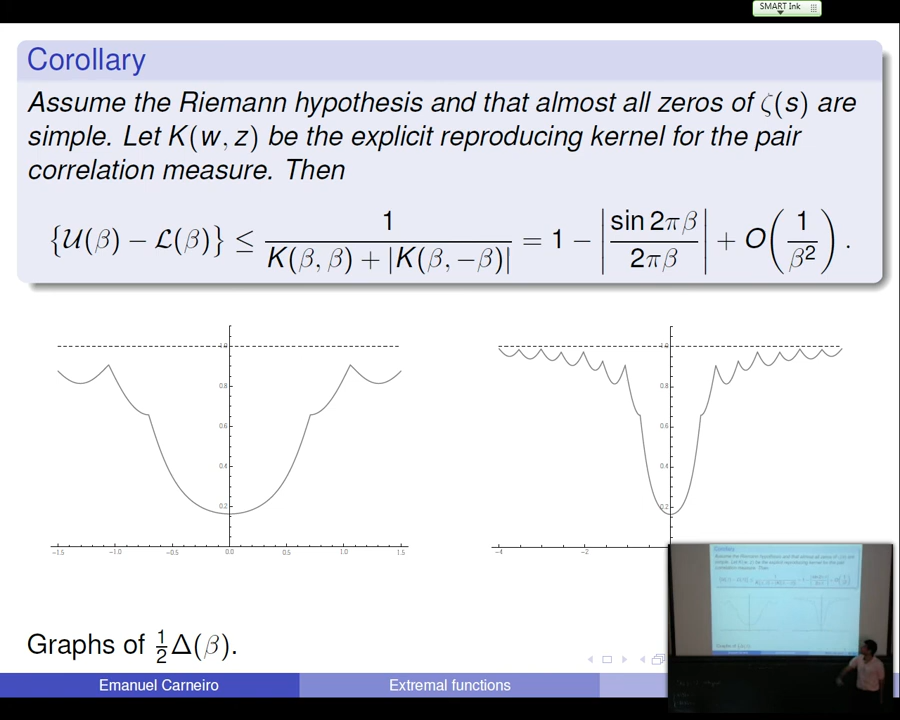 SMART Ink
Corollary
Assume the Riemann hypothesis and that almost all zeros of ζ(s) are
simple. Let K(w, z) be the explicit reproducing kernel for the pair
correlation measure. Then
{𝒰(β) − ℒ(β)} ≤ 1 / (K(β, β) + |K(β, −β)|) = 1 − |sin 2πβ / 2πβ| + O(1/β²) .
1.0 1.0
0.8 0.8
0.6 0.6
0.4 0.4
0.2 0.2
−1.5 −1.0 −0.5 0.0 0.5 1.0 1.5 −4 −2
Graphs of ½Δ(β).
Emanuel Carneiro Extremal functions